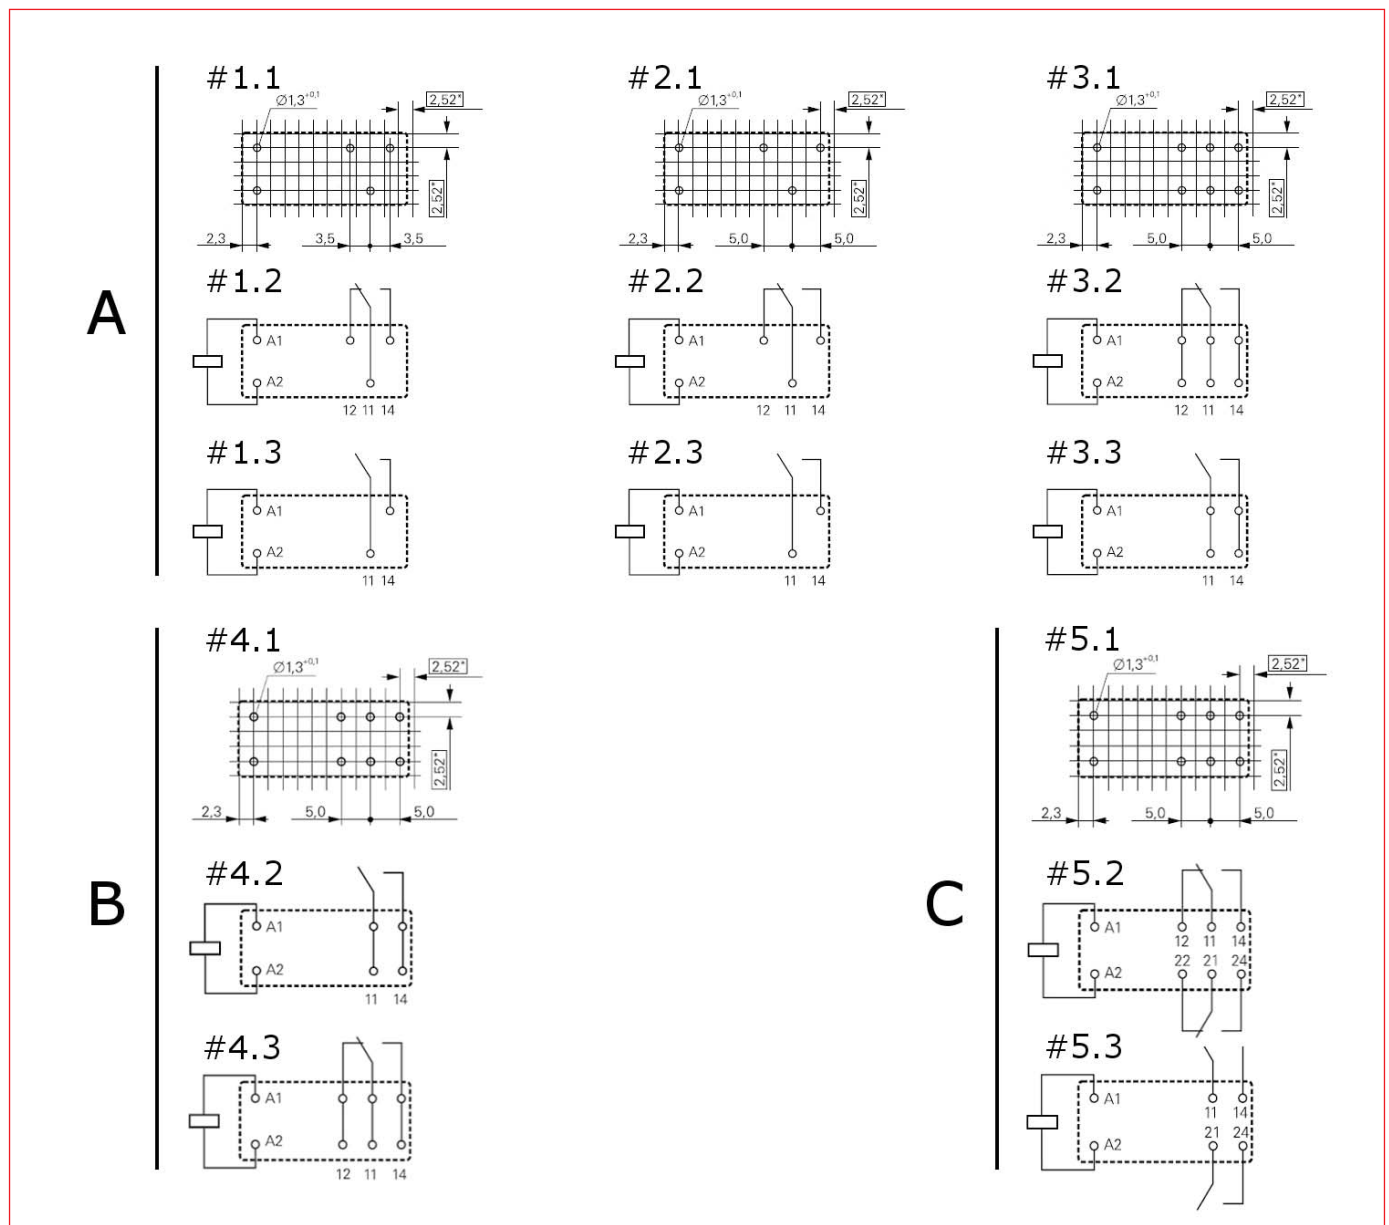 #1.1 #2.1 #3.1
Ø1,3+0,1 2,52* Ø1,3+0,1 2,52* Ø1,3+0,1 2,52*
2,52* 2,52* 2,52*
2,3 3,5 3,5 2,3 5,0 5,0 2,3 5,0 5,0
#1.2 #2.2 #3.2
A
A1 A1 A1
A2 A2 A2
12 11 14 12 11 14 12 11 14
#1.3 #2.3 #3.3
A1 A1 A1
A2 A2 A2
11 14 11 14 11 14
#4.1 #5.1
Ø1,3+0,1 2,52* Ø1,3+0,1 2,52*
2,52* 2,52*
2,3 5,0 5,0 2,3 5,0 5,0
#4.2 #5.2
B C
A1 A1
12 11 14
22 21 24
A2 A2
11 14
#4.3 #5.3
A1 A1
11 14
21 24
A2 A2
12 11 14